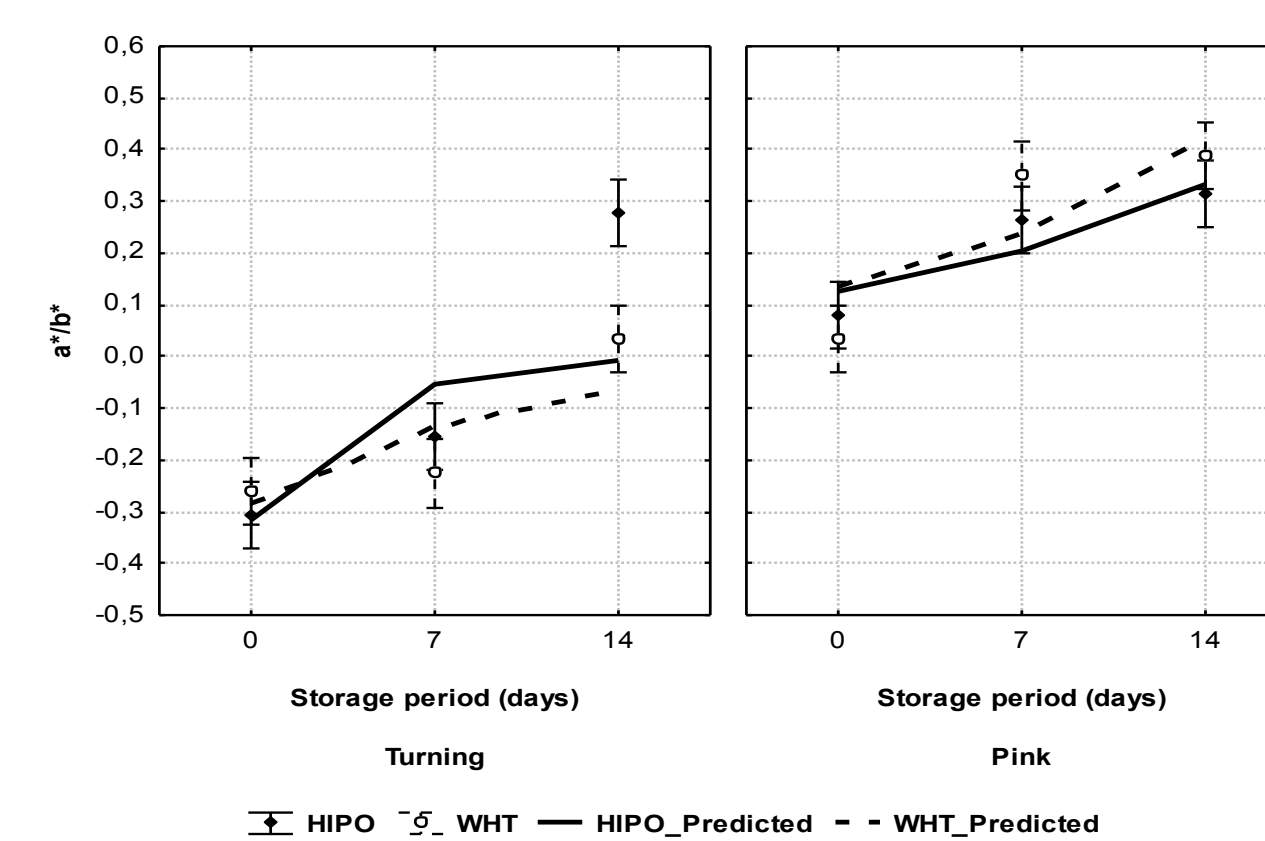 0,6
0,5
0,4
0,3
0,2
0,1
0,0
-0,1
-0,2
-0,3
-0,4
-0,5
a*/b*
0 7 14 0 7 14
Storage period (days) Storage period (days)
Turning Pink
HIPO WHT HIPO_Predicted WHT_Predicted